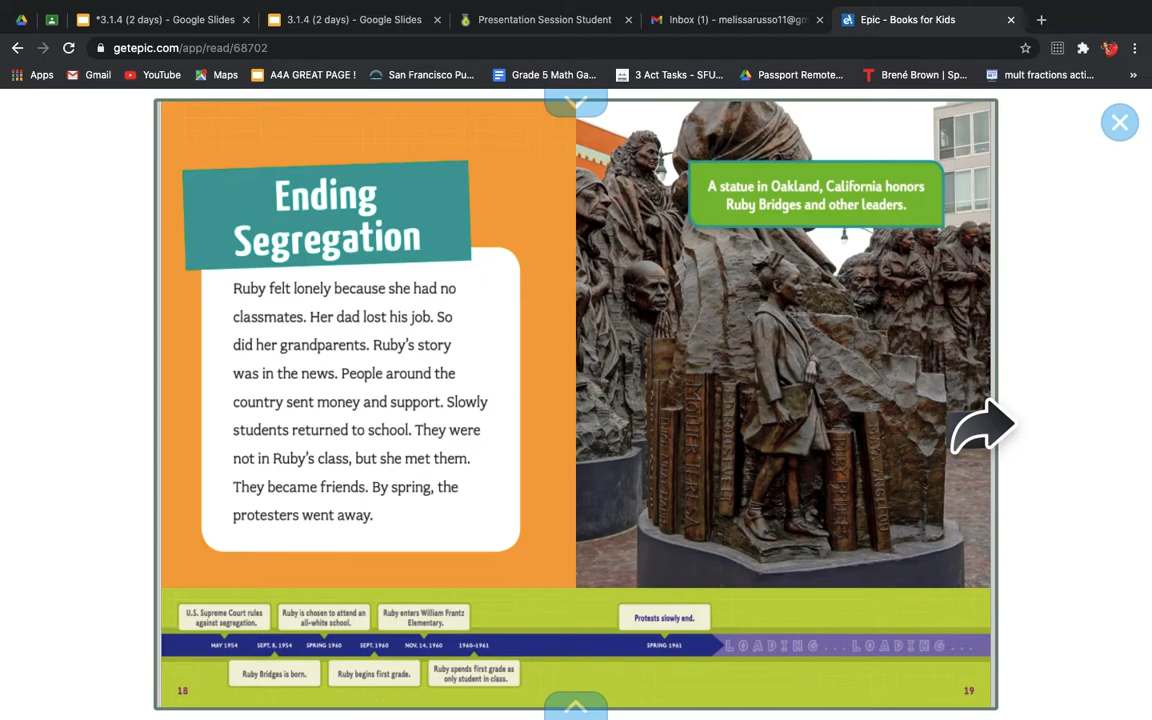 *3.1.4 (2 days) - Google Slides
3.1.4 (2 days) - Google Slides
Presentation Session Student
Inbox (1) - melissarusso11@gm
Epic - Books for Kids
getepic.com/app/read/68702
Apps
Gmail
YouTube
Maps
A4A GREAT PAGE !
San Francisco Pu...
Grade 5 Math Ga...
3 Act Tasks - SFU...
Passport Remote...
Brené Brown | Sp...
mult fractions acti...
Ending
Segregation
Ruby felt lonely because she had no
classmates. Her dad lost his job. So
did her grandparents. Ruby's story
was in the news. People around the
country sent money and support. Slowly
students returned to school. They were
not in Ruby's class, but she met them.
They became friends. By spring, the
protesters went away.
A statue in Oakland, California honors
Ruby Bridges and other leaders.
MOTHER TERESA
RUBY BRIDGES
U.S. Supreme Court rules
against segregation.
Ruby is chosen to attend an
all-white school.
Ruby enters William Frantz
Elementary.
Protests slowly end.
MAY 1954
SEPT. 8, 1954
SPRING 1960
SEPT. 1960
NOV. 14, 1960
1960–1961
SPRING 1961
LOADING...LOADING...
Ruby Bridges is born.
Ruby begins first grade.
Ruby spends first grade as
only student in class.
18
19